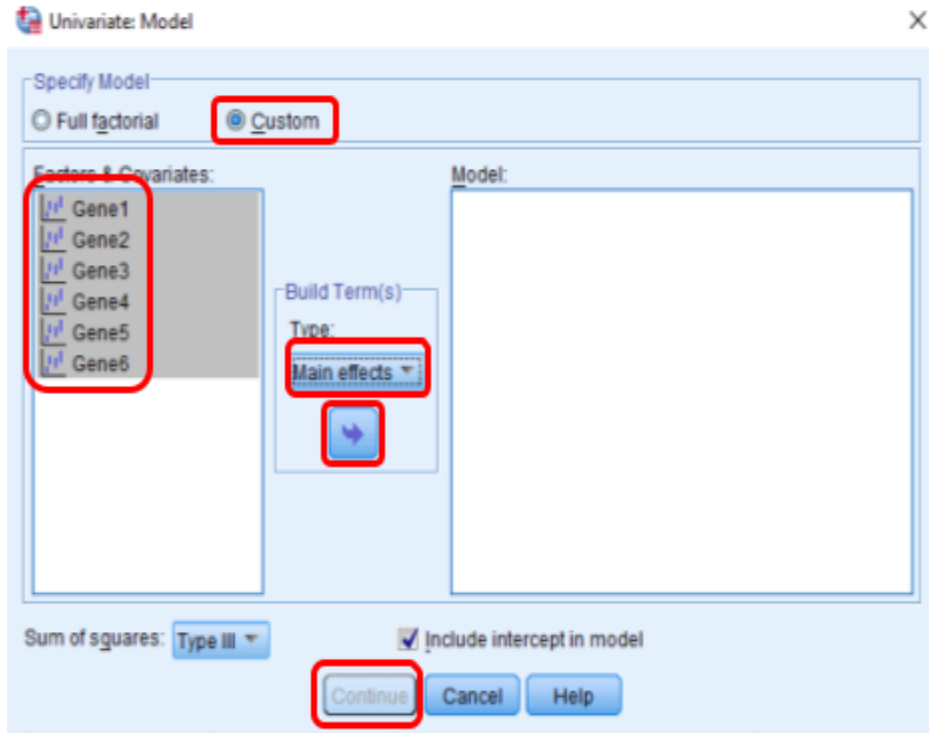 Univariate: Model
Specify Model
Full factorial
Custom
Factors & Covariates:
Model:
Gene1
Gene2
Gene3
Gene4
Gene5
Gene6
Build Term(s)
Type:
Main effects
Sum of squares: Type III
Include intercept in model
Continue Cancel Help